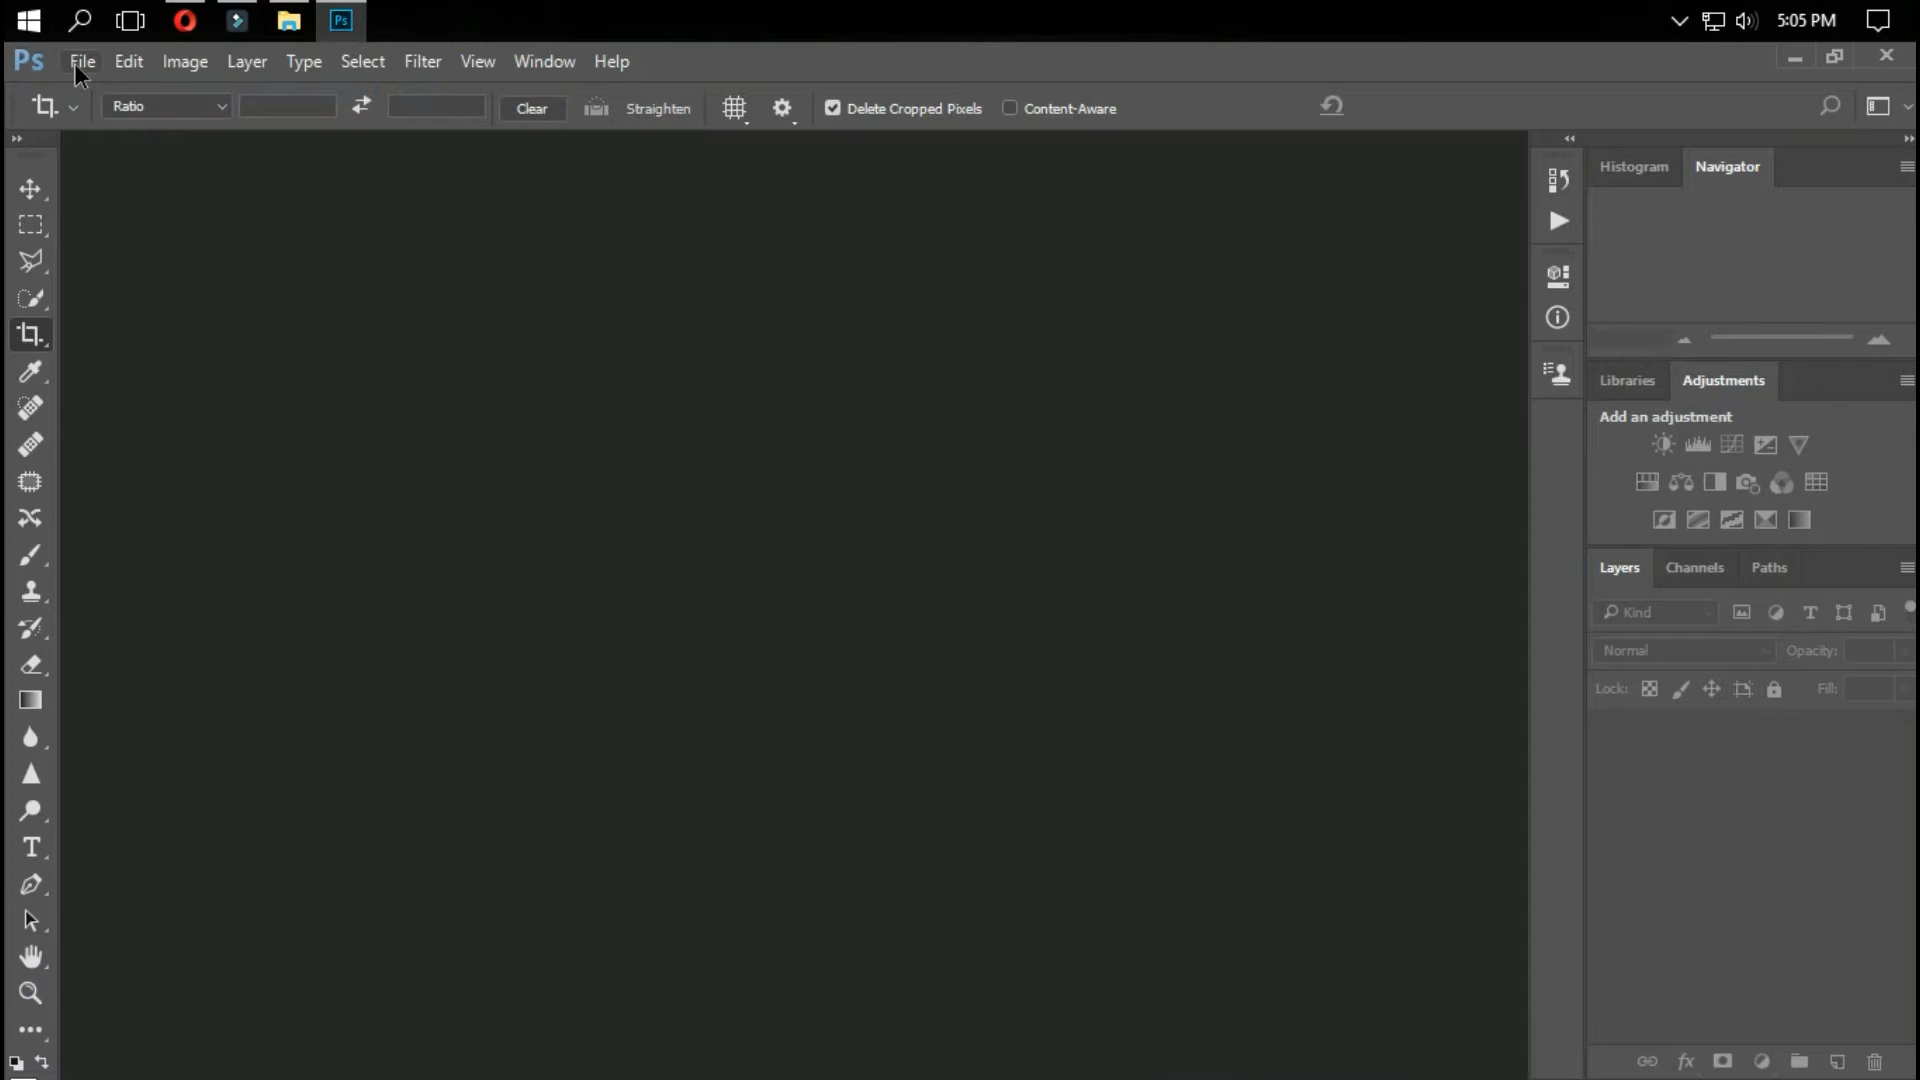 Ps
5:05 PM
Ps File Edit Image Layer Type Select Filter View Window Help
Ratio Clear Straighten Delete Cropped Pixels Content-Aware
Histogram Navigator
Libraries Adjustments
Add an adjustment
Layers Channels Paths
Kind
Normal Opacity:
Lock: Fill: